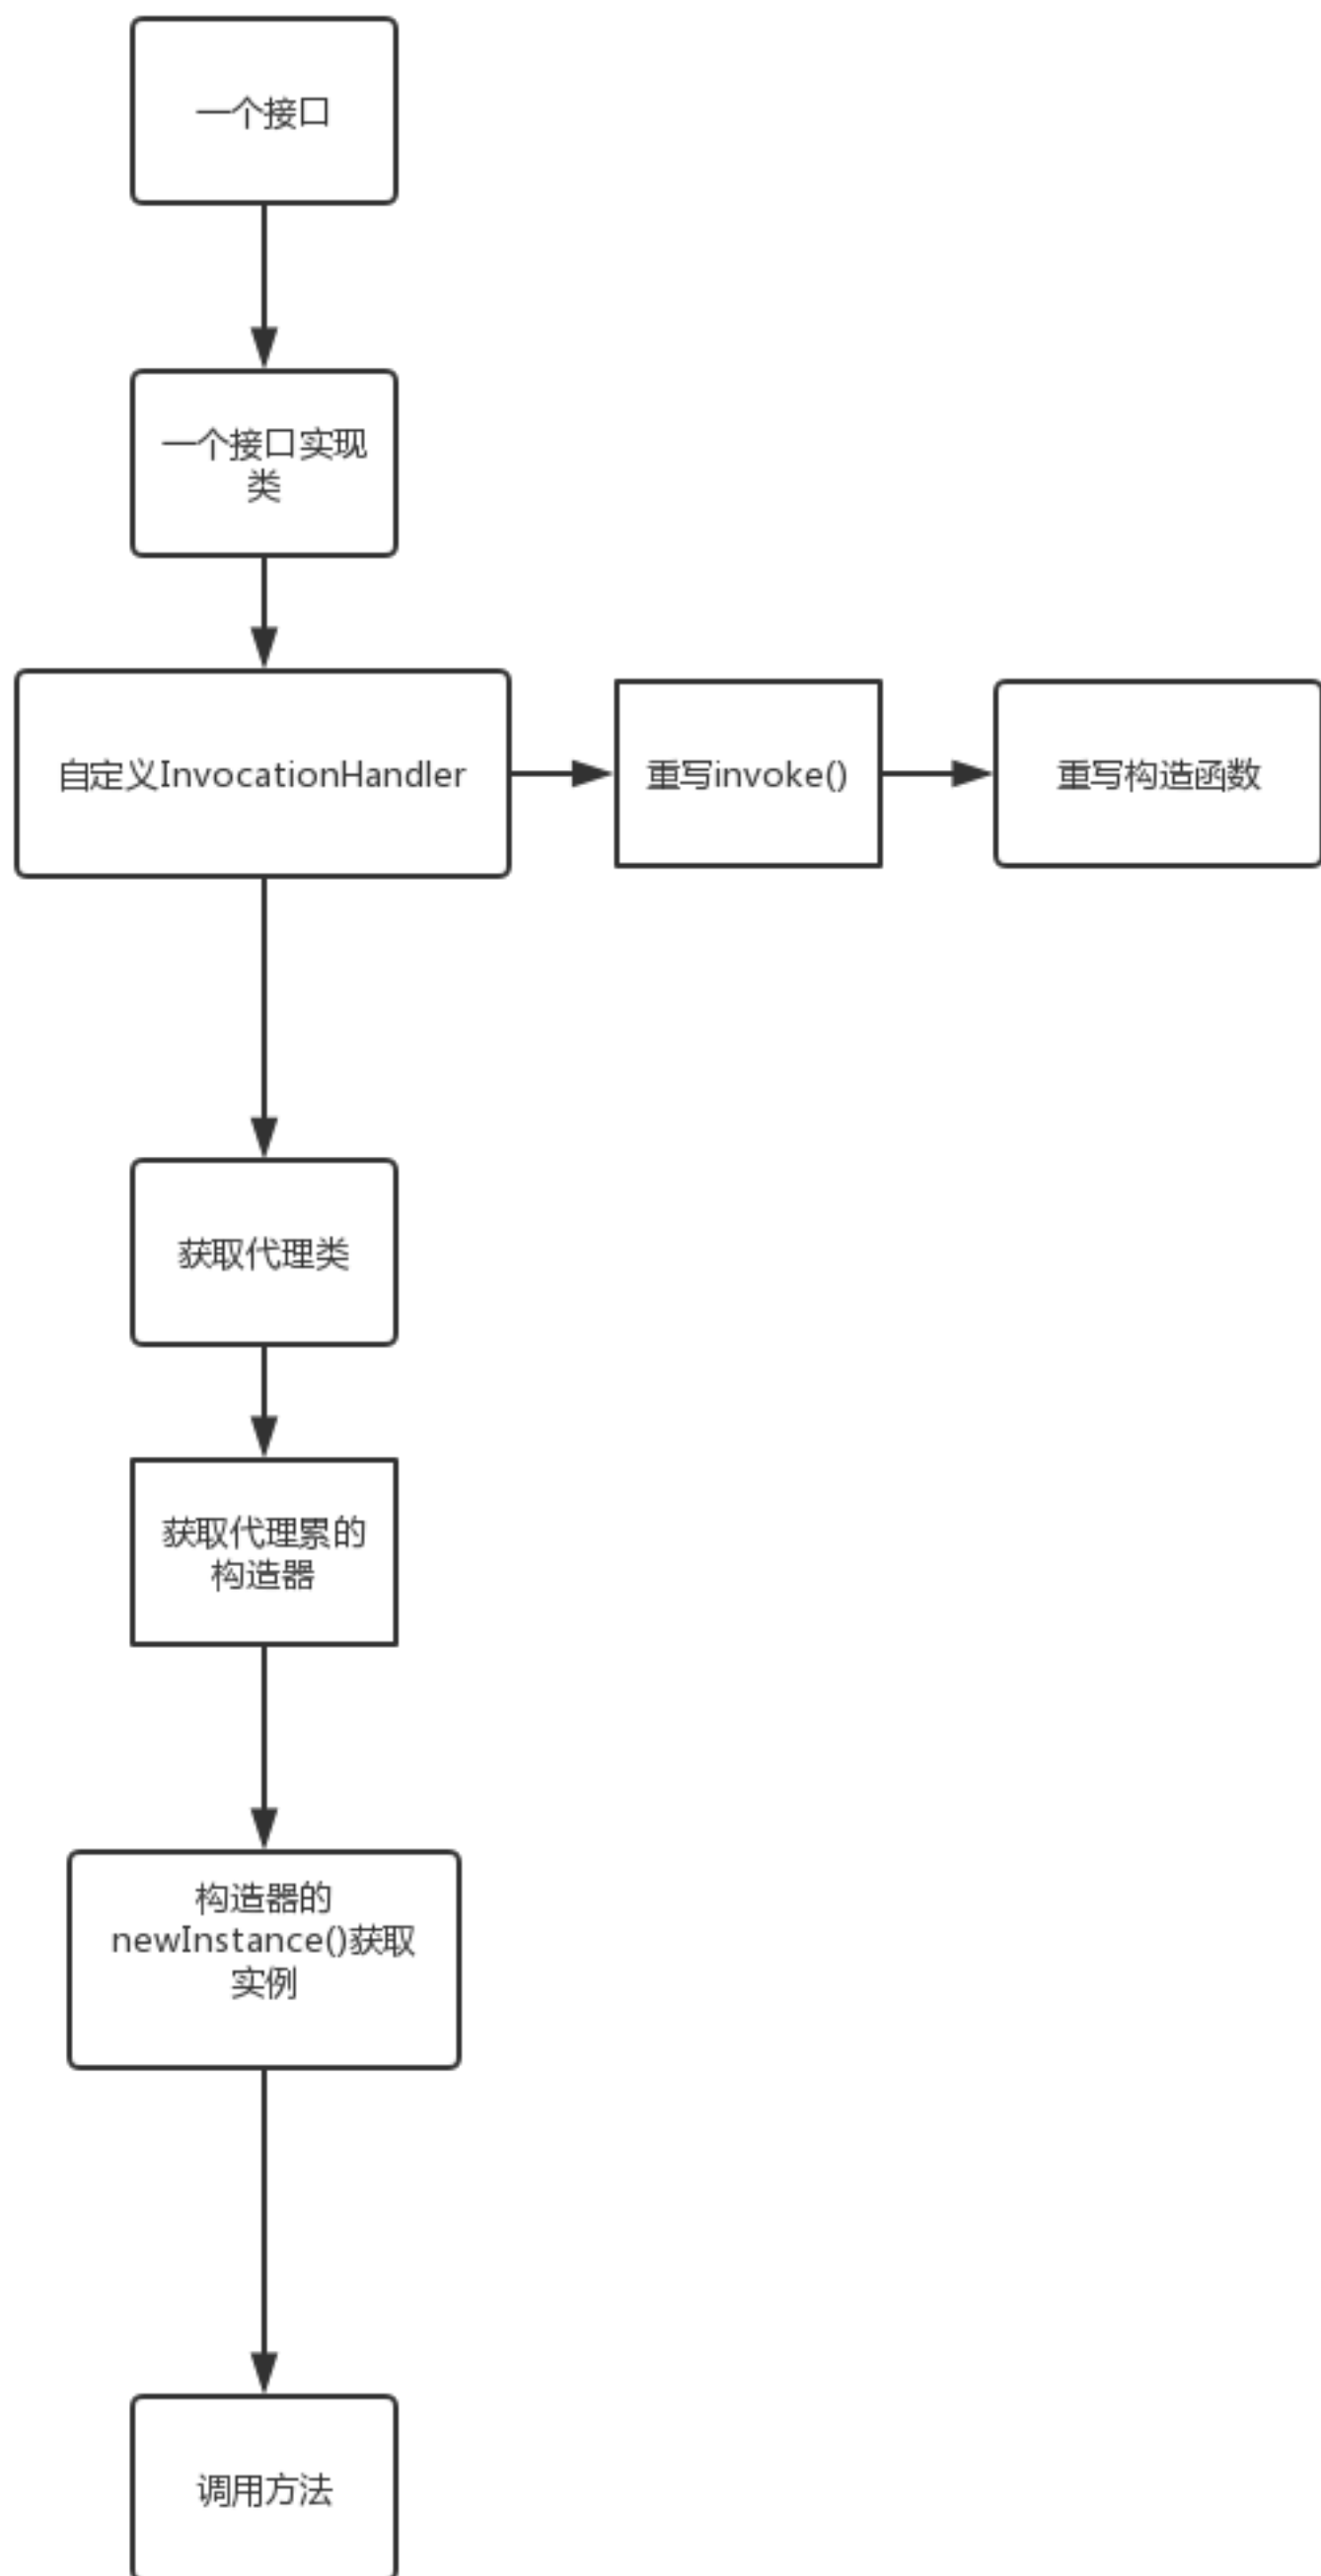 一个接口
一个接口实现
类
自定义InvocationHandler
重写invoke()
重写构造函数
获取代理类
获取代理累的
构造器
构造器的
newInstance()获取
实例
调用方法